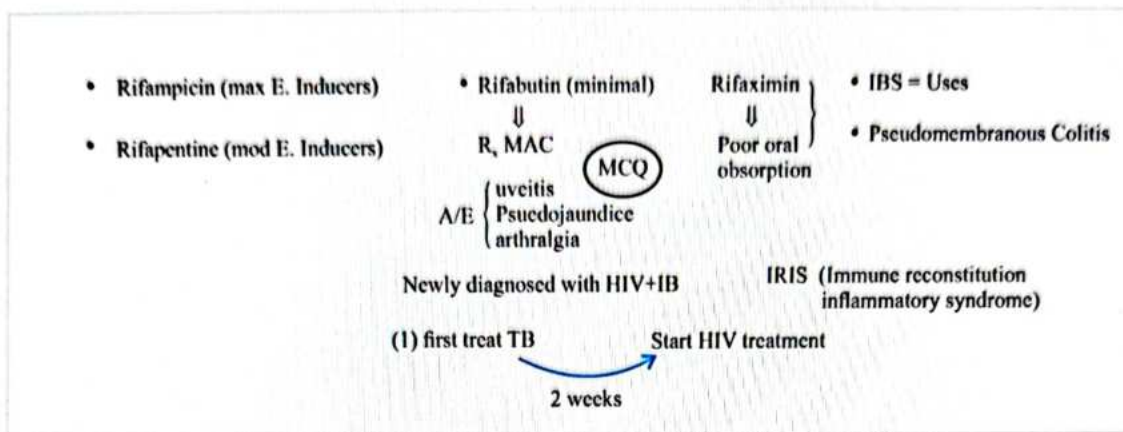 • Rifampicin (max E. Inducers)
• Rifapentine (mod E. Inducers)
• Rifabutin (minimal)
⇓
R, MAC
MCQ
A/E { uveitis
Psuedojaundice
arthralgia
Rifaximin
⇓
Poor oral
obsorption
• IBS = Uses
• Pseudomembranous Colitis
Newly diagnosed with HIV+IB
IRIS (Immune reconstitution
inflammatory syndrome)
(1) first treat TB
Start HIV treatment
2 weeks